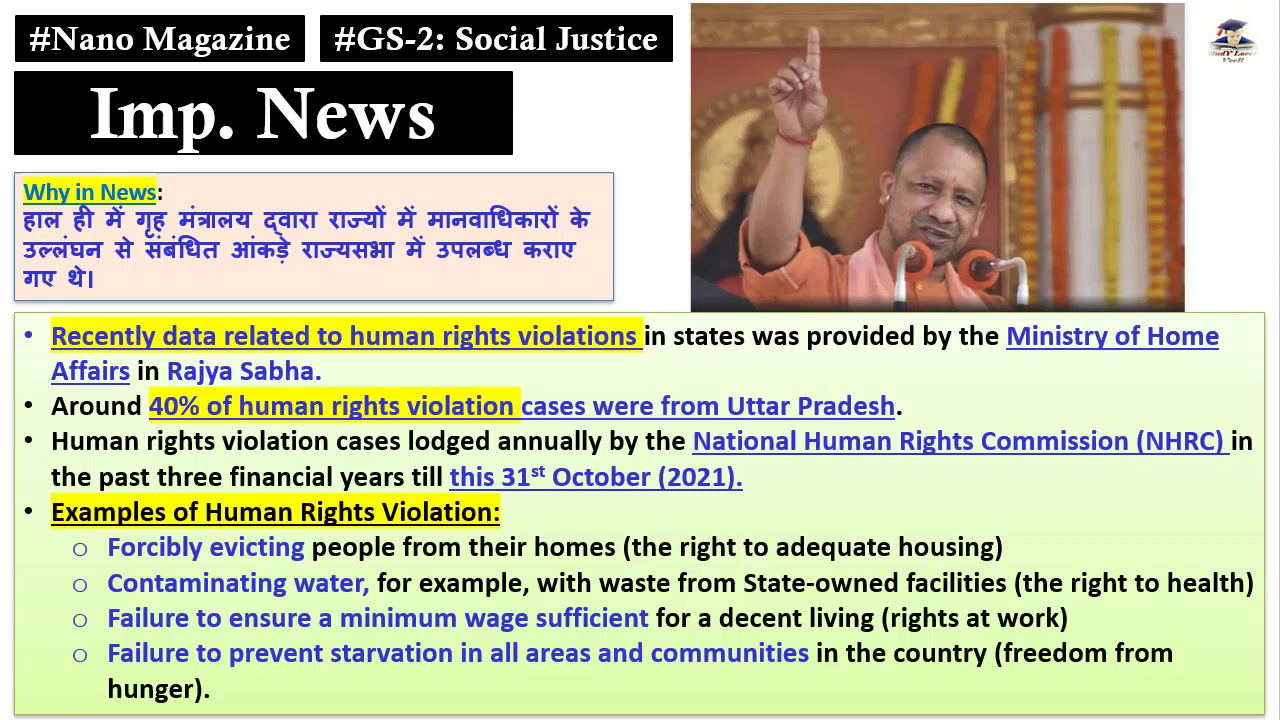 #Nano Magazine
#GS-2: Social Justice
Imp. News
Why in News:
हाल ही में गृह मंत्रालय द्वारा राज्यों में मानवाधिकारों के
उल्लंघन से संबंधित आंकड़े राज्यसभा में उपलब्ध कराए
गए थे।
• Recently data related to human rights violations in states was provided by the Ministry of Home
Affairs in Rajya Sabha.
• Around 40% of human rights violation cases were from Uttar Pradesh.
• Human rights violation cases lodged annually by the National Human Rights Commission (NHRC) in
the past three financial years till this 31st October (2021).
• Examples of Human Rights Violation:
o Forcibly evicting people from their homes (the right to adequate housing)
o Contaminating water, for example, with waste from State-owned facilities (the right to health)
o Failure to ensure a minimum wage sufficient for a decent living (rights at work)
o Failure to prevent starvation in all areas and communities in the country (freedom from
hunger).